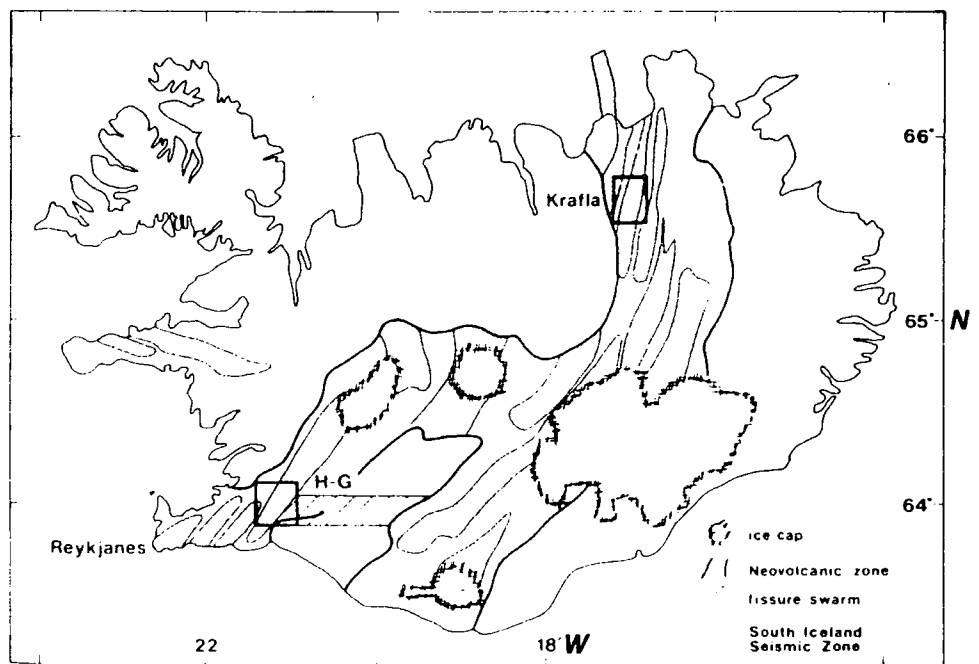 66°
Krafla
65°
N
H-G
64°
Reykjanes
ice cap
Neovolcanic zone
fissure swarm
South Iceland
Seismic Zone
22
18° W